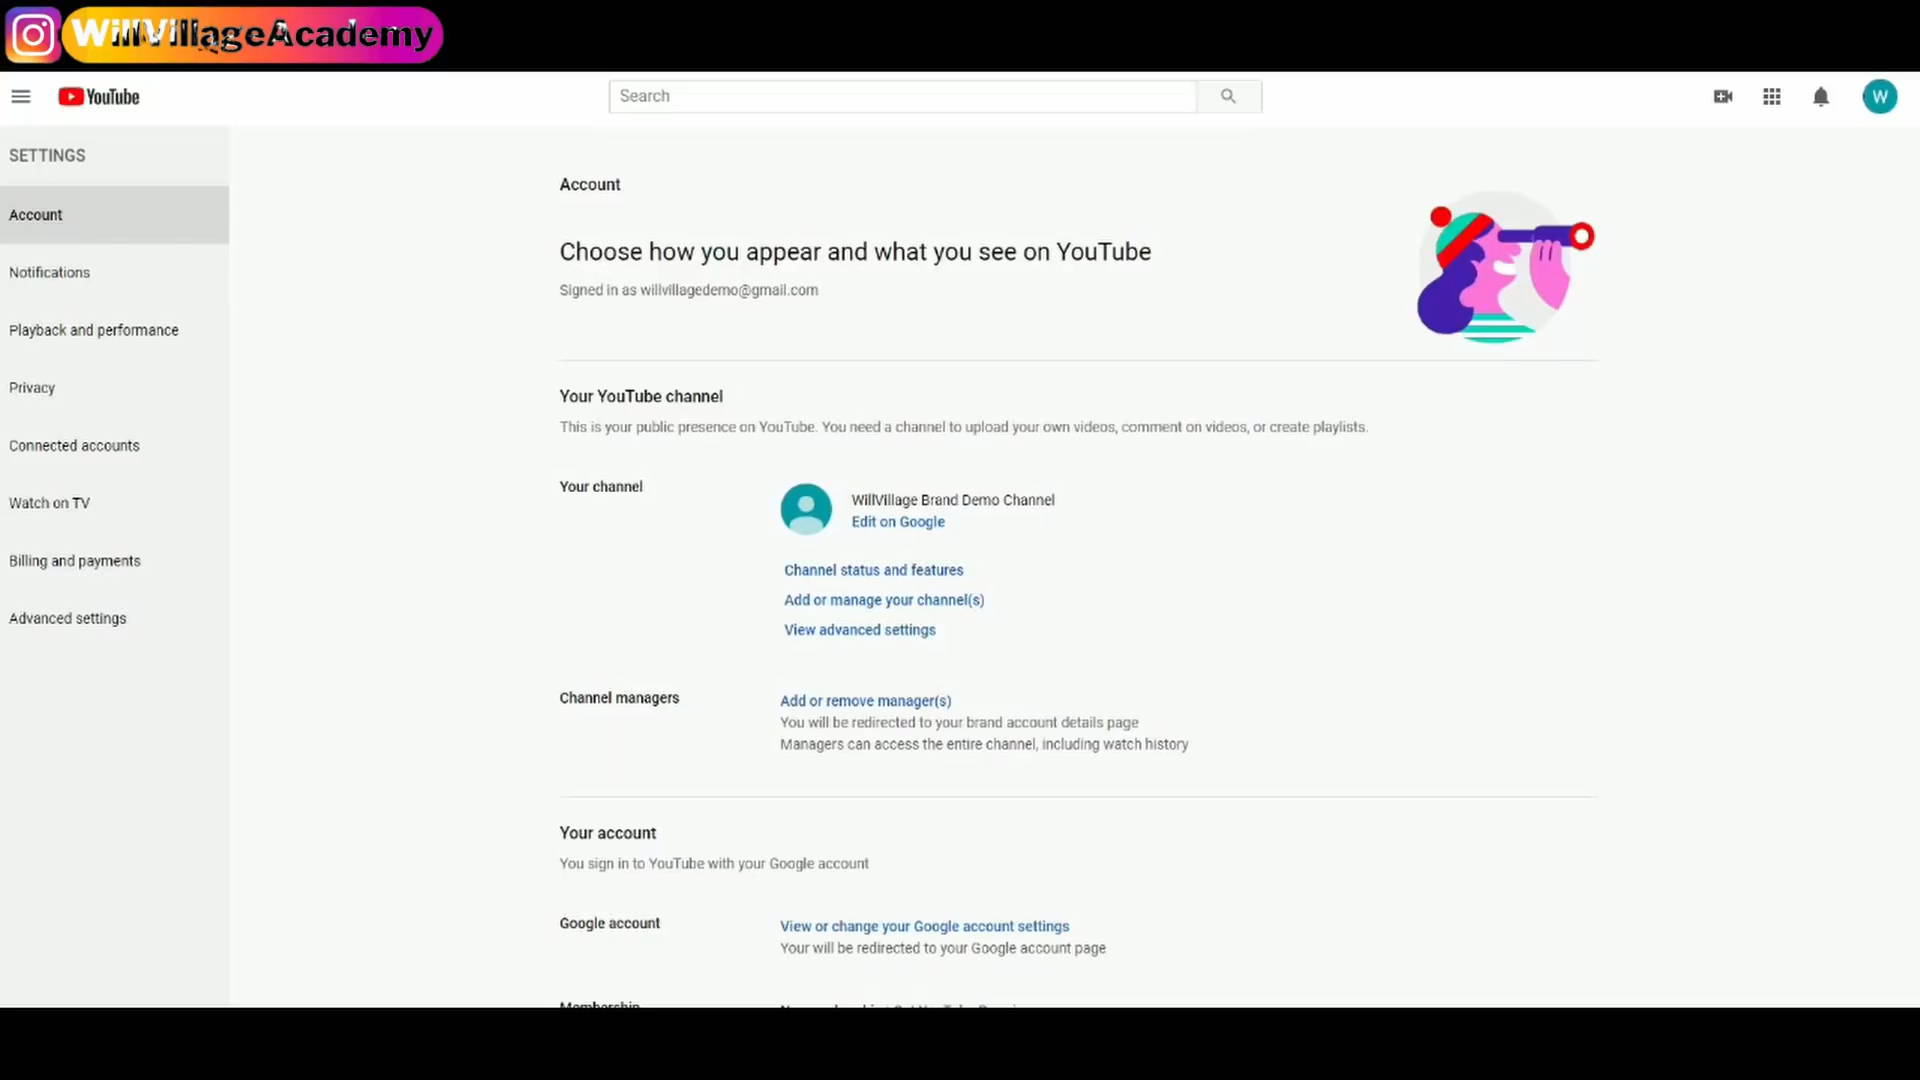 WillVillageAcademy
YouTube
Search
W
SETTINGS
Account
Notifications
Playback and performance
Privacy
Connected accounts
Watch on TV
Billing and payments
Advanced settings
Account
Choose how you appear and what you see on YouTube
Signed in as willvillagedemo@gmail.com
Your YouTube channel
This is your public presence on YouTube. You need a channel to upload your own videos, comment on videos, or create playlists.
Your channel
WillVillage Brand Demo Channel
Edit on Google
Channel status and features
Add or manage your channel(s)
View advanced settings
Channel managers
Add or remove manager(s)
You will be redirected to your brand account details page
Managers can access the entire channel, including watch history
Your account
You sign in to YouTube with your Google account
Google account
View or change your Google account settings
Your will be redirected to your Google account page
Membership